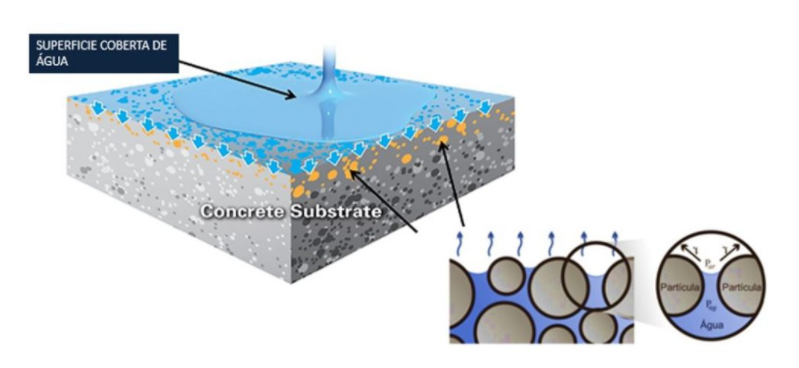 SUPERFICIE COBERTA DE
ÁGUA
Concrete Substrate
Partícula
Partícula
Água